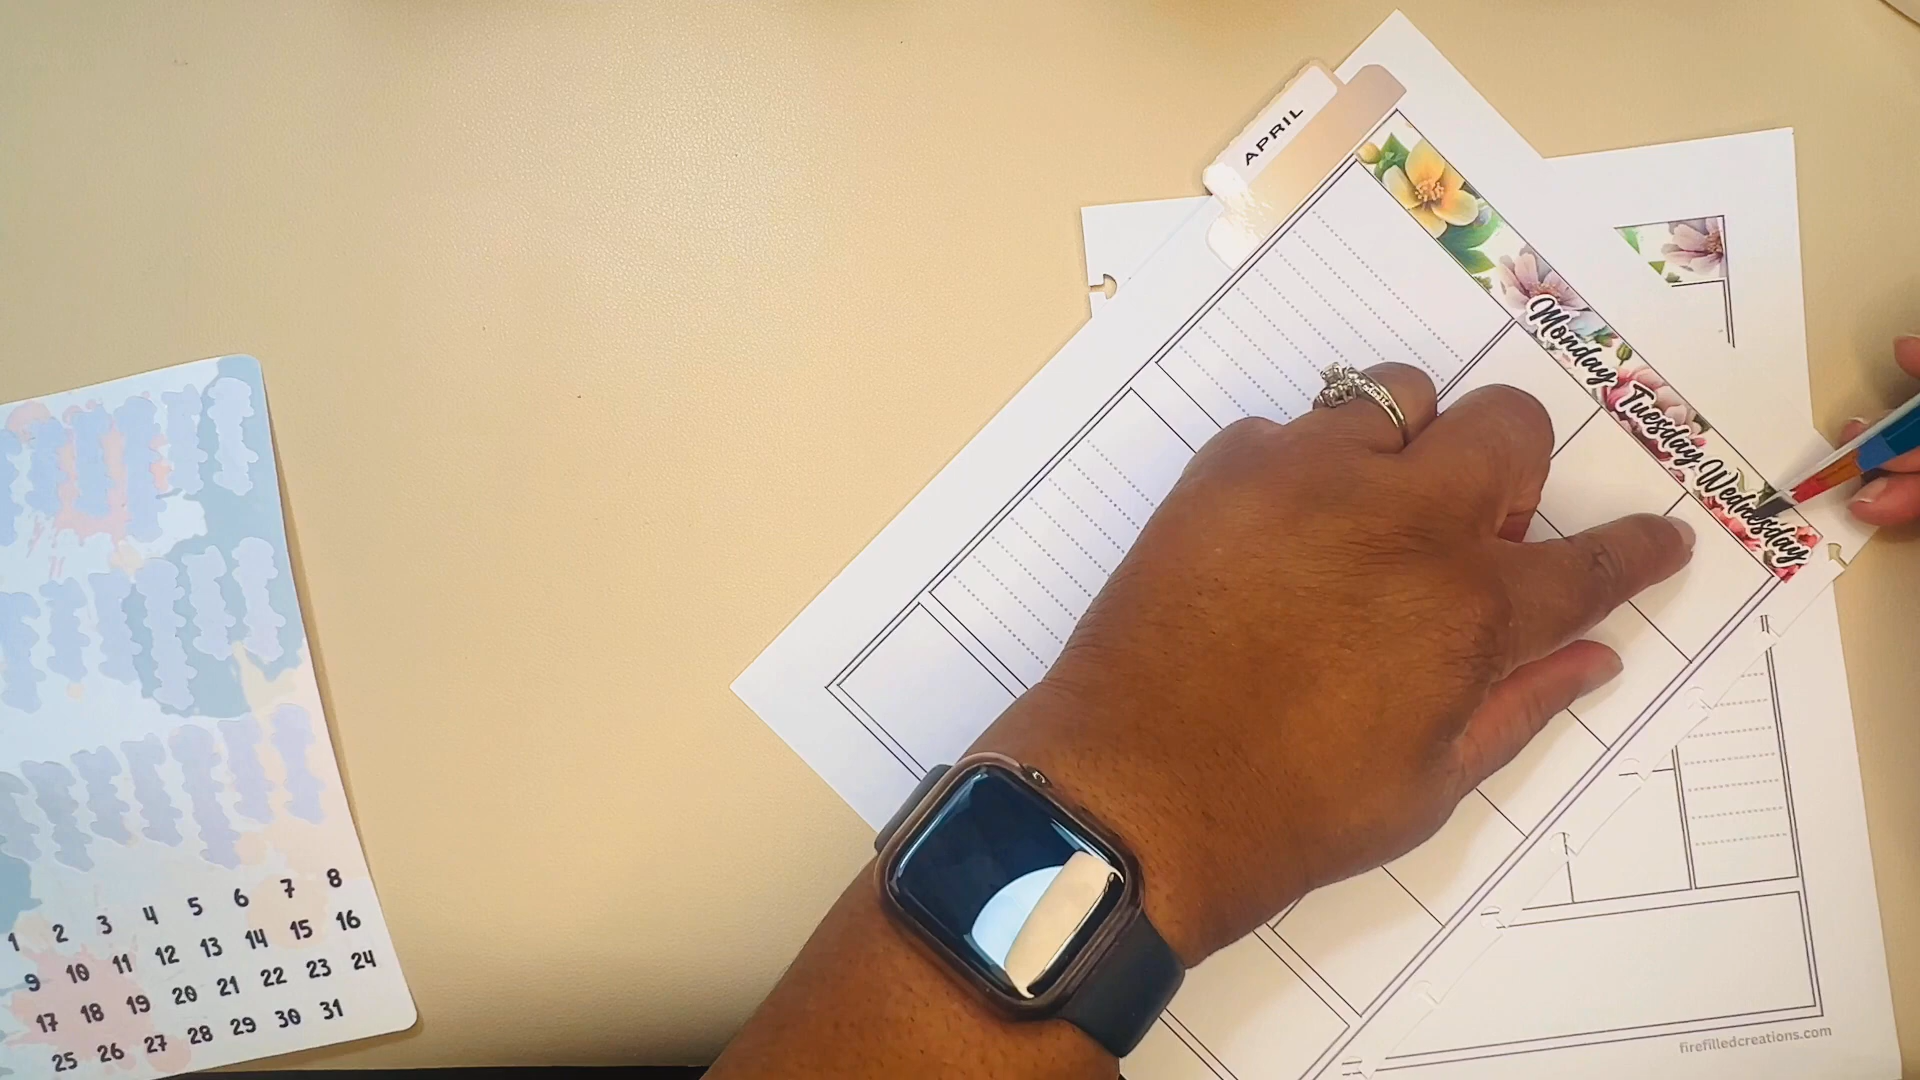 APRIL
Monday Tuesday Wednesday
1 2 3 4 5 6 7 8
9 10 11 12 13 14 15 16
17 18 19 20 21 22 23 24
25 26 27 28 29 30 31
firefilledcreations.com